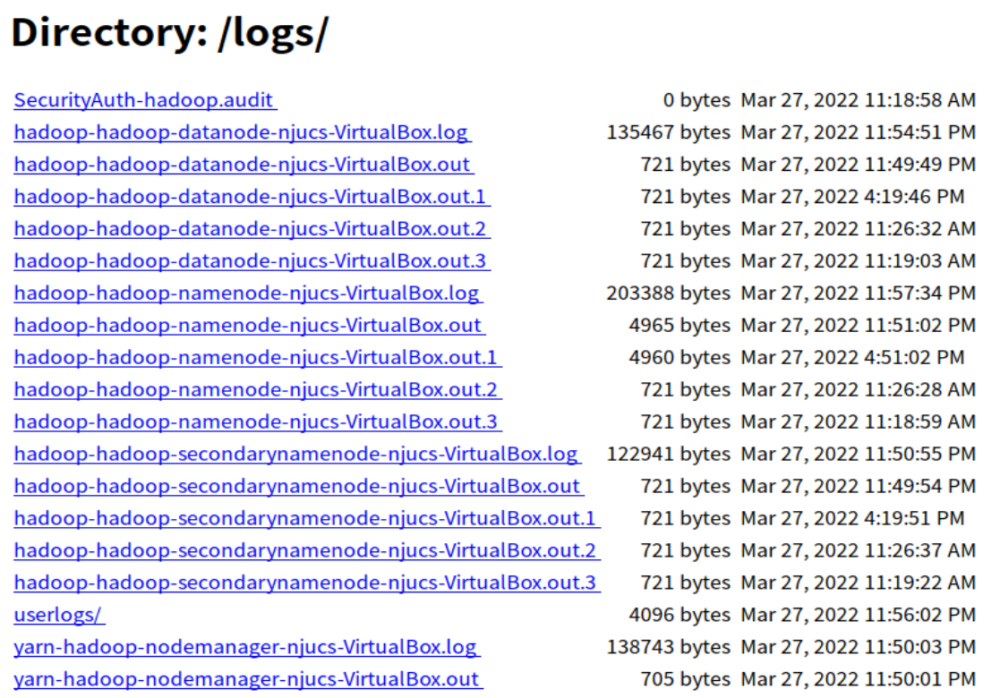 Directory: /logs/
SecurityAuth-hadoop.audit 0 bytes Mar 27, 2022 11:18:58 AM
hadoop-hadoop-datanode-njucs-VirtualBox.log 135467 bytes Mar 27, 2022 11:54:51 PM
hadoop-hadoop-datanode-njucs-VirtualBox.out 721 bytes Mar 27, 2022 11:49:49 PM
hadoop-hadoop-datanode-njucs-VirtualBox.out.1 721 bytes Mar 27, 2022 4:19:46 PM
hadoop-hadoop-datanode-njucs-VirtualBox.out.2 721 bytes Mar 27, 2022 11:26:32 AM
hadoop-hadoop-datanode-njucs-VirtualBox.out.3 721 bytes Mar 27, 2022 11:19:03 AM
hadoop-hadoop-namenode-njucs-VirtualBox.log 203388 bytes Mar 27, 2022 11:57:34 PM
hadoop-hadoop-namenode-njucs-VirtualBox.out 4965 bytes Mar 27, 2022 11:51:02 PM
hadoop-hadoop-namenode-njucs-VirtualBox.out.1 4960 bytes Mar 27, 2022 4:51:02 PM
hadoop-hadoop-namenode-njucs-VirtualBox.out.2 721 bytes Mar 27, 2022 11:26:28 AM
hadoop-hadoop-namenode-njucs-VirtualBox.out.3 721 bytes Mar 27, 2022 11:18:59 AM
hadoop-hadoop-secondarynamenode-njucs-VirtualBox.log 122941 bytes Mar 27, 2022 11:50:55 PM
hadoop-hadoop-secondarynamenode-njucs-VirtualBox.out 721 bytes Mar 27, 2022 11:49:54 PM
hadoop-hadoop-secondarynamenode-njucs-VirtualBox.out.1 721 bytes Mar 27, 2022 4:19:51 PM
hadoop-hadoop-secondarynamenode-njucs-VirtualBox.out.2 721 bytes Mar 27, 2022 11:26:37 AM
hadoop-hadoop-secondarynamenode-njucs-VirtualBox.out.3 721 bytes Mar 27, 2022 11:19:22 AM
userlogs/ 4096 bytes Mar 27, 2022 11:56:02 PM
yarn-hadoop-nodemanager-njucs-VirtualBox.log 138743 bytes Mar 27, 2022 11:50:03 PM
yarn-hadoop-nodemanager-njucs-VirtualBox.out 705 bytes Mar 27, 2022 11:50:01 PM